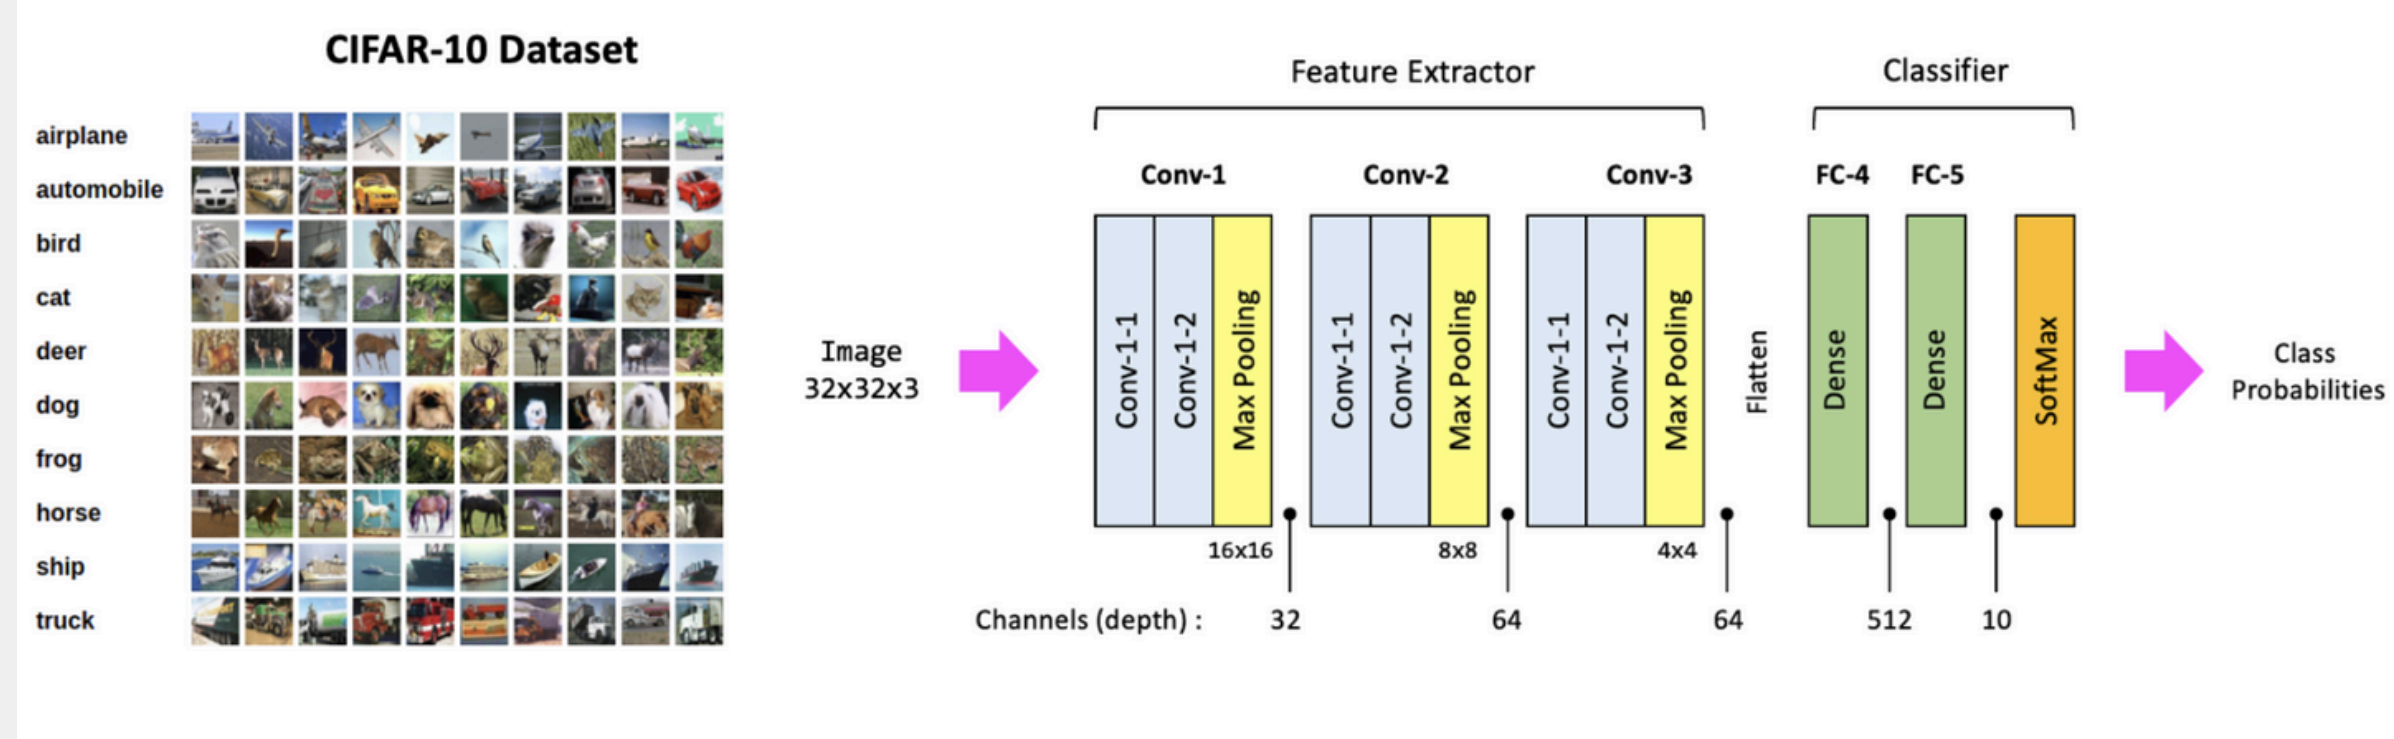 CIFAR-10 Dataset
airplane
automobile
bird
cat
deer
dog
frog
horse
ship
truck
Image
32x32x3
Feature Extractor
Classifier
Conv-1
Conv-2
Conv-3
FC-4
FC-5
Conv-1-1
Conv-1-2
Max Pooling
Conv-1-1
Conv-1-2
Max Pooling
Conv-1-1
Conv-1-2
Max Pooling
Flatten
Dense
Dense
SoftMax
16x16
8x8
4x4
Channels (depth) :
32
64
64
512
10
Class
Probabilities